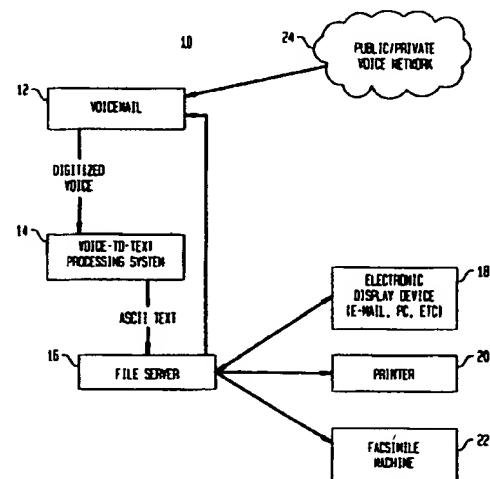 10
24
PUBLIC/PRIVATE
VOICE NETWORK
12
VOICEMAIL
DIGITIZED
VOICE
14
VOICE-TO-TEXT
PROCESSING SYSTEM
ASCII TEXT
16
FILE SERVER
ELECTRONIC
DISPLAY DEVICE
(E-MAIL, PC, ETC)
18
PRINTER
20
FACSIMILE
MACHINE
22